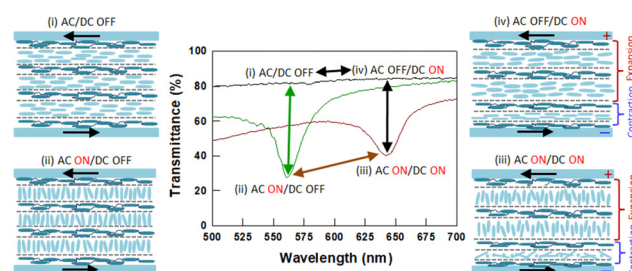 (i) AC/DC OFF
(ii) AC ON/DC OFF
Transmittance (%)
100
80
60
40
20
0
(i) AC/DC OFF
(iv) AC OFF/DC ON
(ii) AC ON/DC OFF
(iii) AC ON/DC ON
500
525
550
575
600
625
650
675
700
Wavelength (nm)
(iv) AC OFF/DC ON
+
Expansion
Contraction
−
(iii) AC ON/DC ON
+
Expansion
Contraction
−